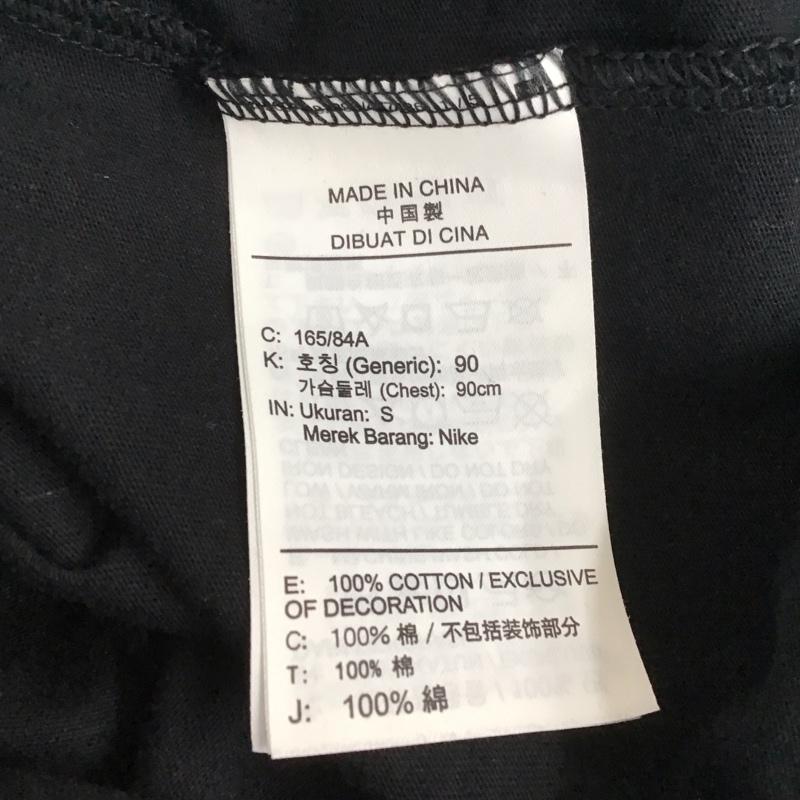 MADE IN CHINA
中国製
DIBUAT DI CINA
C: 165/84A
K: 호칭 (Generic): 90
가슴둘레 (Chest): 90cm
IN: Ukuran: S
Merek Barang: Nike
E: 100% COTTON / EXCLUSIVE
OF DECORATION
C: 100% 棉 / 不包括装饰部分
T: 100% 棉
J: 100% 綿